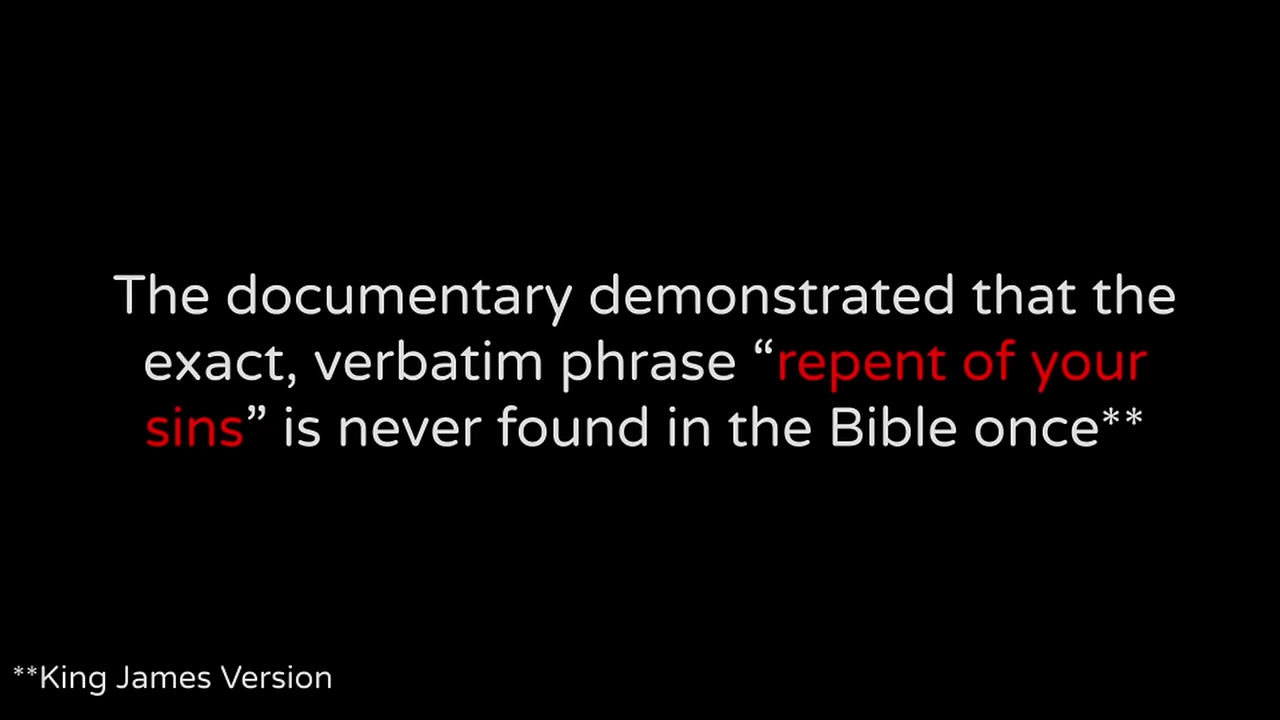 The documentary demonstrated that the
exact, verbatim phrase “repent of your
sins” is never found in the Bible once**
**King James Version